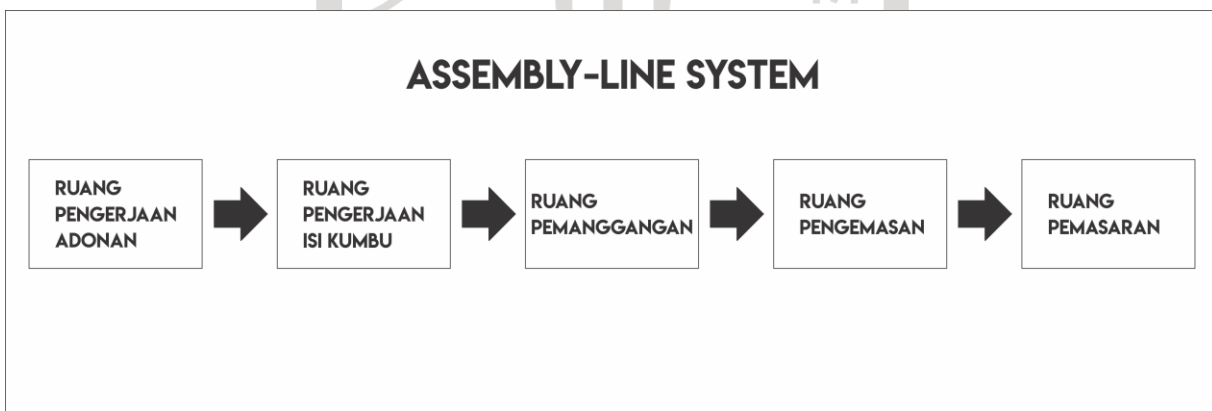 ASSEMBLY-LINE SYSTEM
RUANG
PENGERJAAN
ADONAN
RUANG
PENGERJAAN
ISI KUMBU
RUANG
PEMANGGANGAN
RUANG
PENGEMASAN
RUANG
PEMASARAN